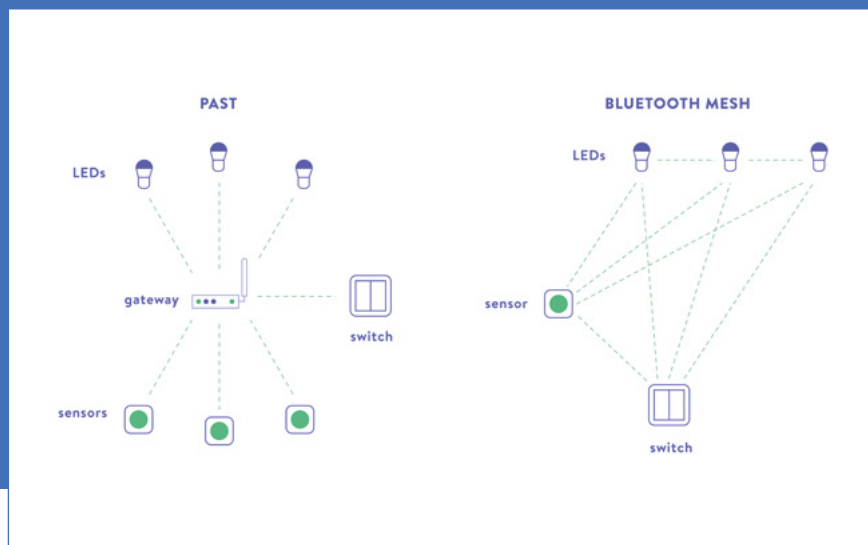 PAST
LEDs
gateway
switch
sensors
BLUETOOTH MESH
LEDs
sensor
switch